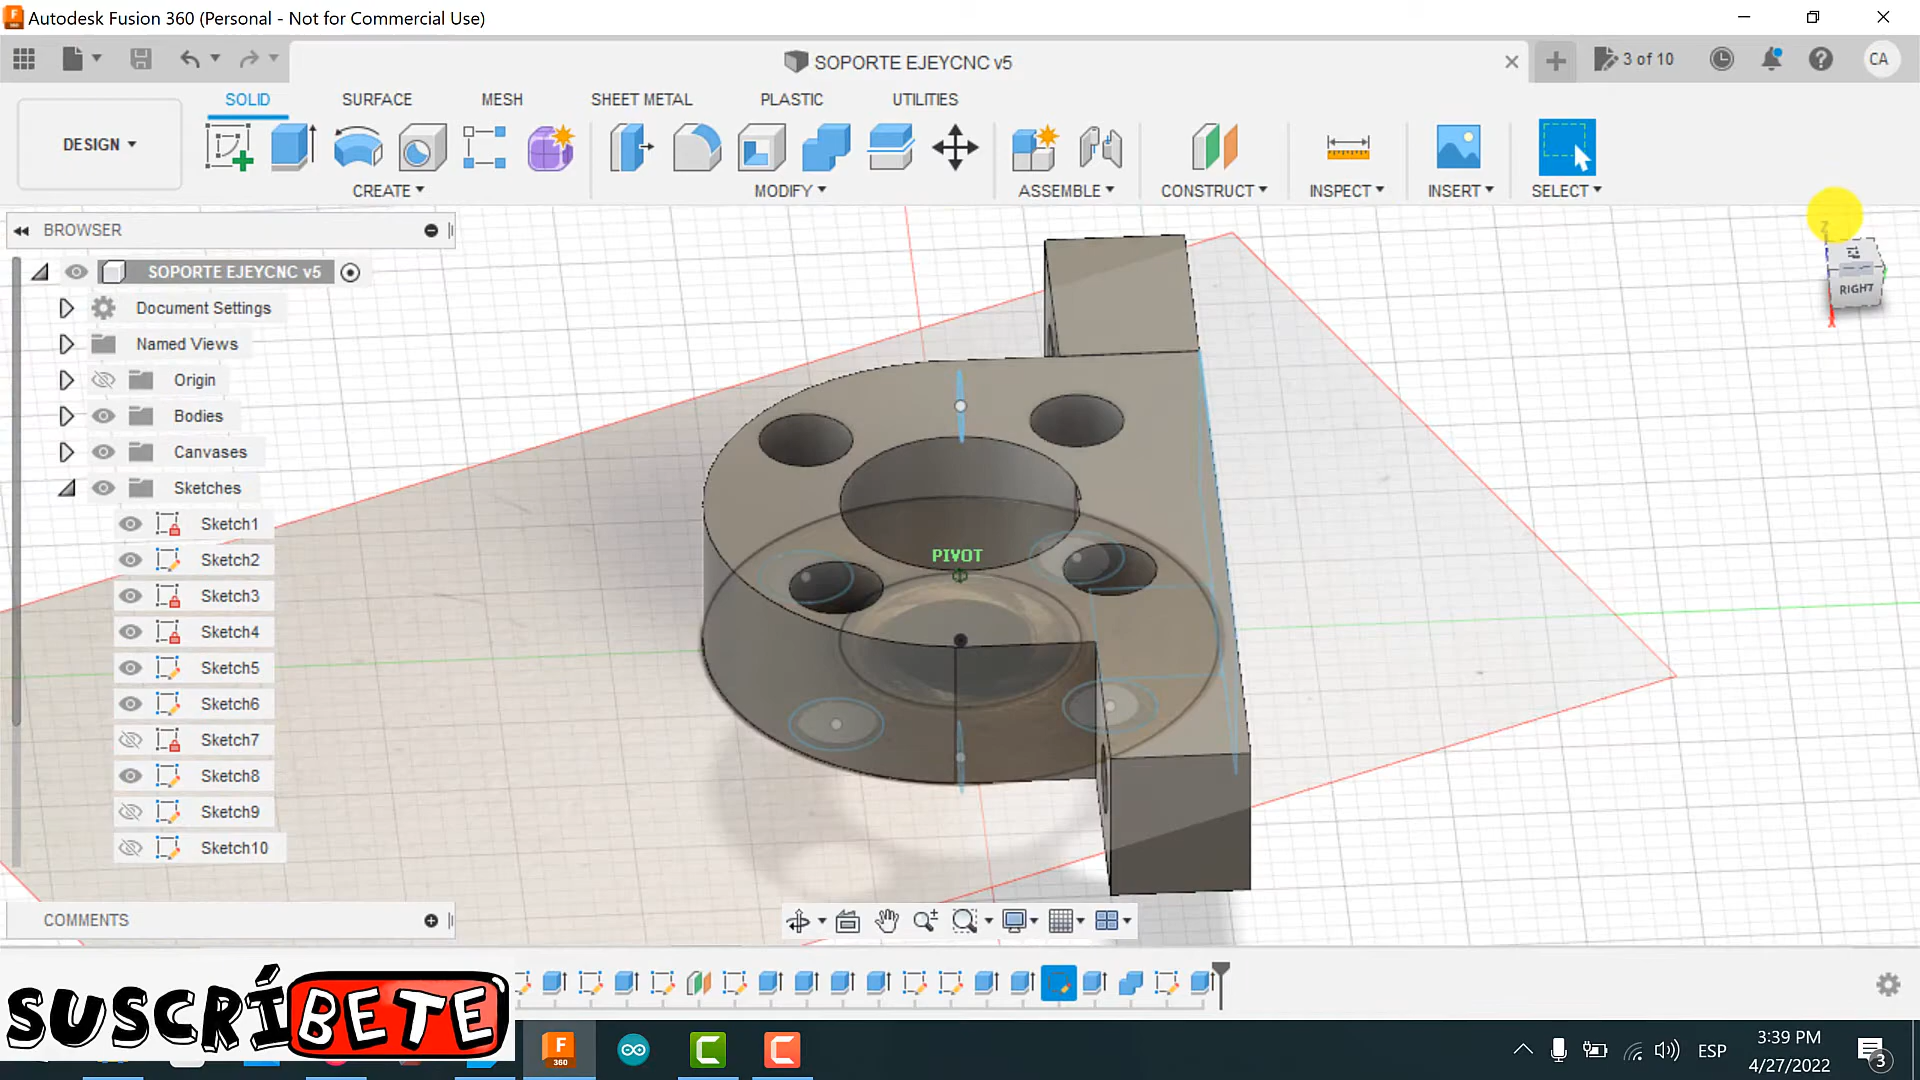 Autodesk Fusion 360 (Personal - Not for Commercial Use)
SOPORTE EJEYCNC v5
3 of 10
CA
DESIGN
SOLID
SURFACE
MESH
SHEET METAL
PLASTIC
UTILITIES
CREATE
MODIFY
ASSEMBLE
CONSTRUCT
INSPECT
INSERT
SELECT
BROWSER
SOPORTE EJEYCNC v5
Document Settings
Named Views
Origin
Bodies
Canvases
Sketches
Sketch1
Sketch2
Sketch3
Sketch4
Sketch5
Sketch6
Sketch7
Sketch8
Sketch9
Sketch10
PIVOT
Z
RIGHT
X
COMMENTS
SUSCRÍBETE
F
360
ESP
3:39 PM
4/27/2022
3